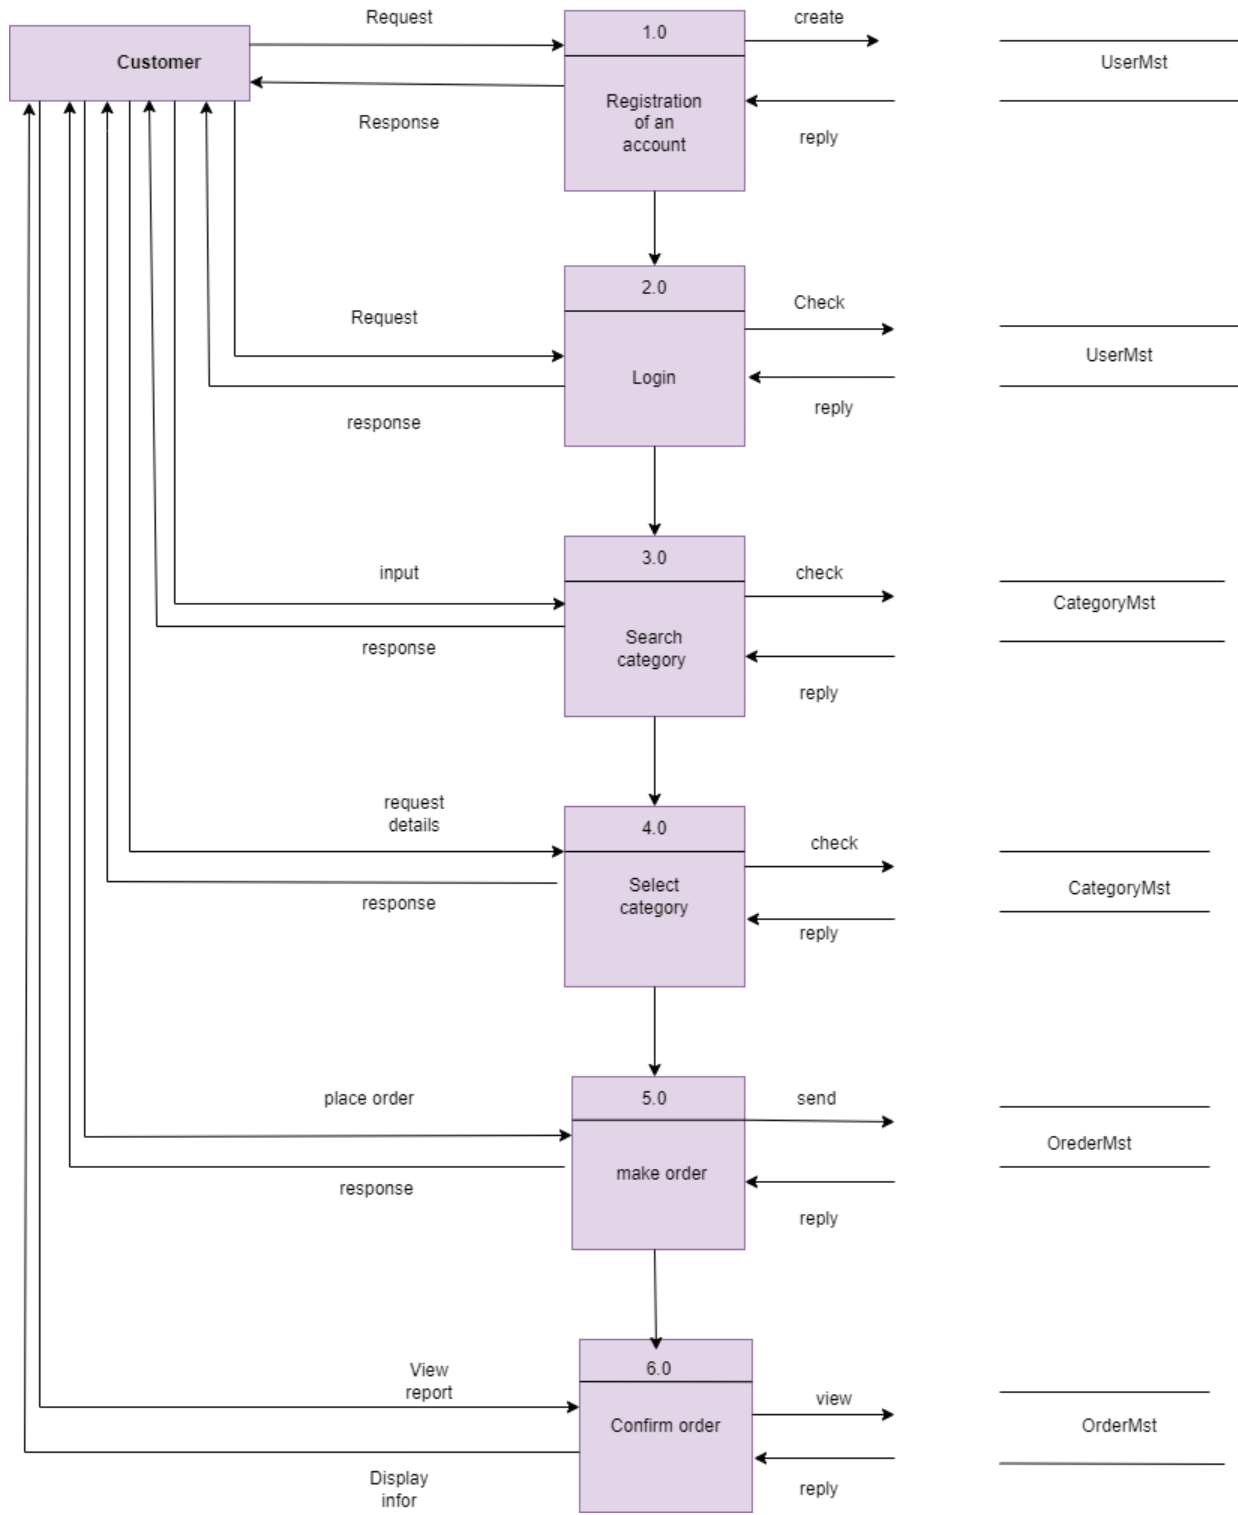 Request
1.0
create
Customer
UserMst
Registration
of an
account
Response
reply
2.0
Check
Request
UserMst
Login
response
reply
3.0
input
check
CategoryMst
Search
category
response
reply
request
details
4.0
check
Select
category
CategoryMst
response
reply
place order
5.0
send
OrederMst
make order
response
reply
View
report
6.0
view
Confirm order
OrderMst
Display
infor
reply